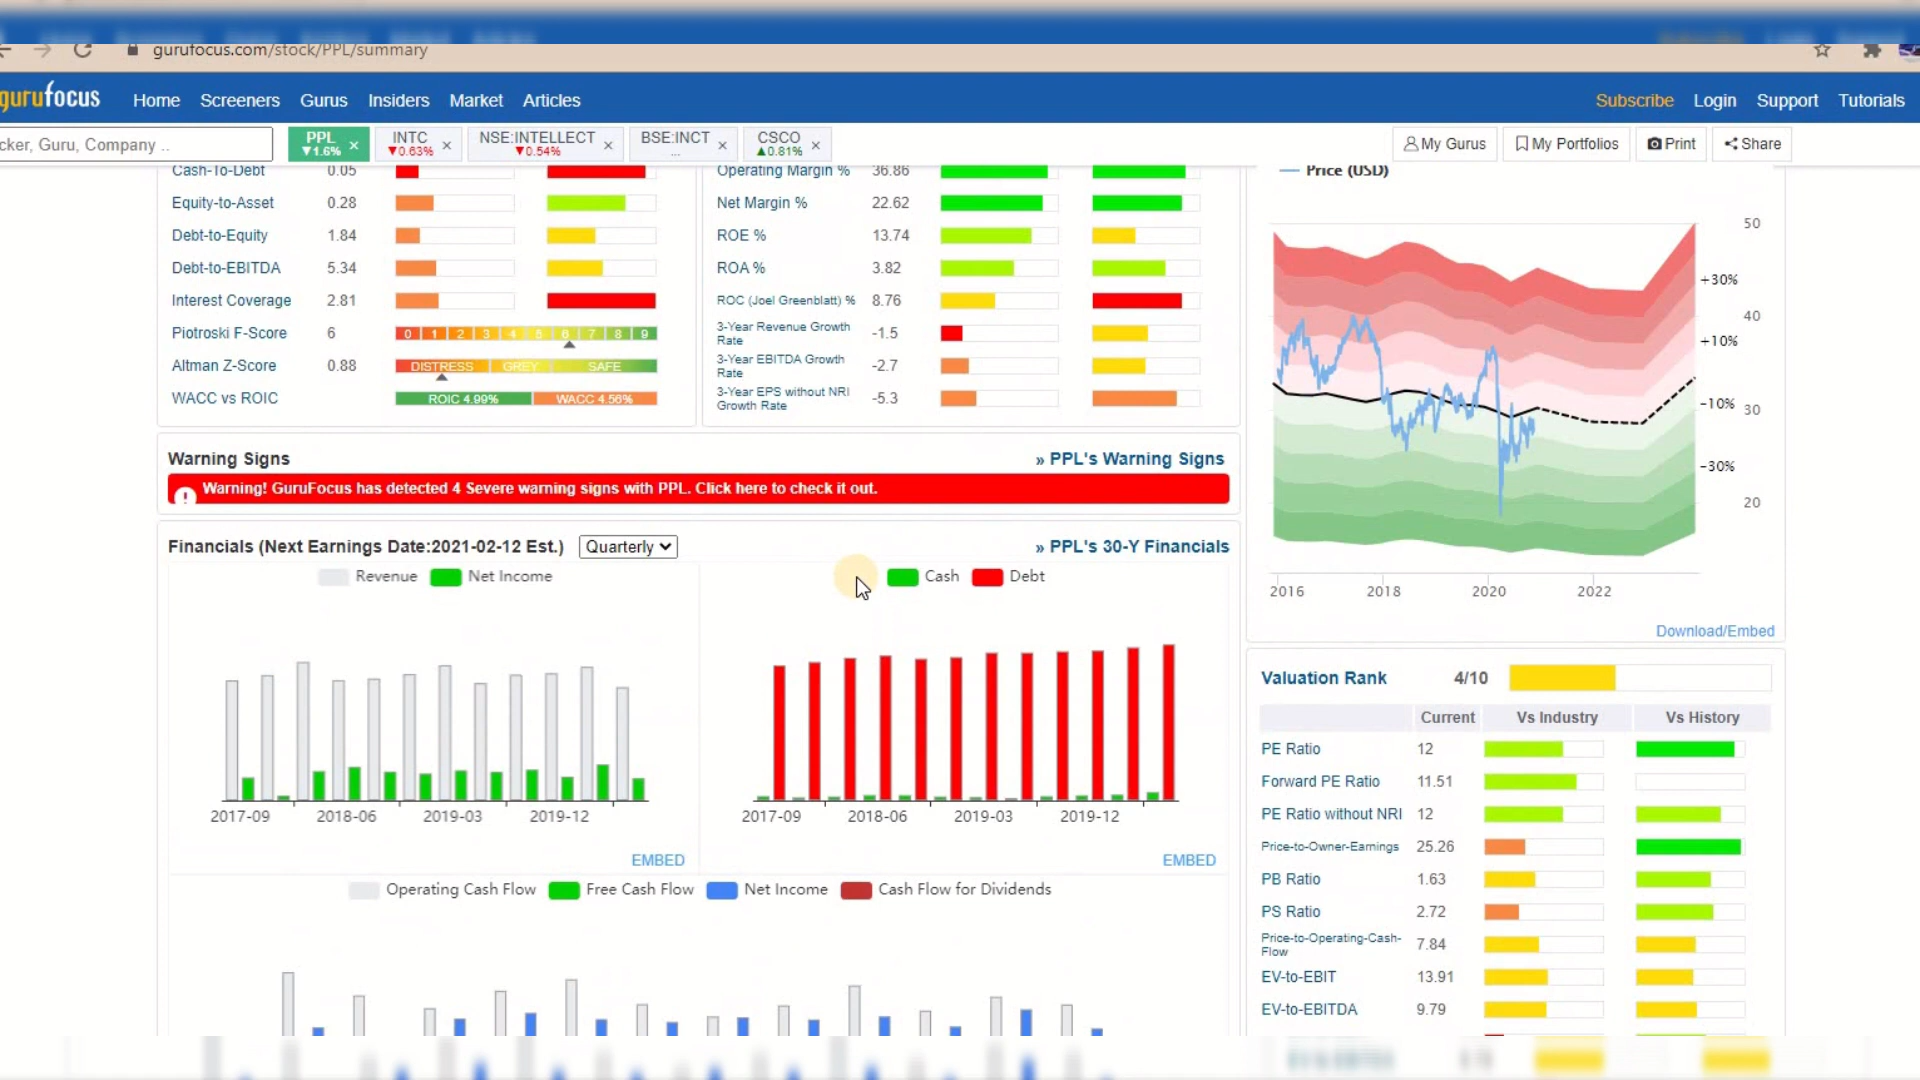 gurufocus.com/stock/PPL/summary
gurufocus Home Screeners Gurus Insiders Market Articles Subscribe Login Support Tutorials
cker, Guru, Company .. PPL ▼1.6% × INTC ▼0.63% × NSE:INTELLECT ▼0.54% × BSE:INCT ... × CSCO ▲0.81% × My Gurus My Portfolios Print Share
Cash-To-Debt 0.05
Equity-to-Asset 0.28
Debt-to-Equity 1.84
Debt-to-EBITDA 5.34
Interest Coverage 2.81
Piotroski F-Score 6 0 1 2 3 4 5 6 7 8 9
Altman Z-Score 0.88 DISTRESS GREY SAFE
WACC vs ROIC ROIC 4.99% WACC 4.56%
Operating Margin % 36.86
Net Margin % 22.62
ROE % 13.74
ROA % 3.82
ROC (Joel Greenblatt) % 8.76
3-Year Revenue Growth Rate -1.5
3-Year EBITDA Growth Rate -2.7
3-Year EPS without NRI Growth Rate -5.3
Warning Signs » PPL's Warning Signs
! Warning! GuruFocus has detected 4 Severe warning signs with PPL. Click here to check it out.
Financials (Next Earnings Date:2021-02-12 Est.) Quarterly » PPL's 30-Y Financials
Revenue Net Income
2017-09 2018-06 2019-03 2019-12
EMBED
Cash Debt
2017-09 2018-06 2019-03 2019-12
EMBED
Operating Cash Flow Free Cash Flow Net Income Cash Flow for Dividends
Price (USD)
50
+30%
40
+10%
-10% 30
-30%
20
2016 2018 2020 2022
Download/Embed
Valuation Rank 4/10
Current Vs Industry Vs History
PE Ratio 12
Forward PE Ratio 11.51
PE Ratio without NRI 12
Price-to-Owner-Earnings 25.26
PB Ratio 1.63
PS Ratio 2.72
Price-to-Operating-Cash-Flow 7.84
EV-to-EBIT 13.91
EV-to-EBITDA 9.79